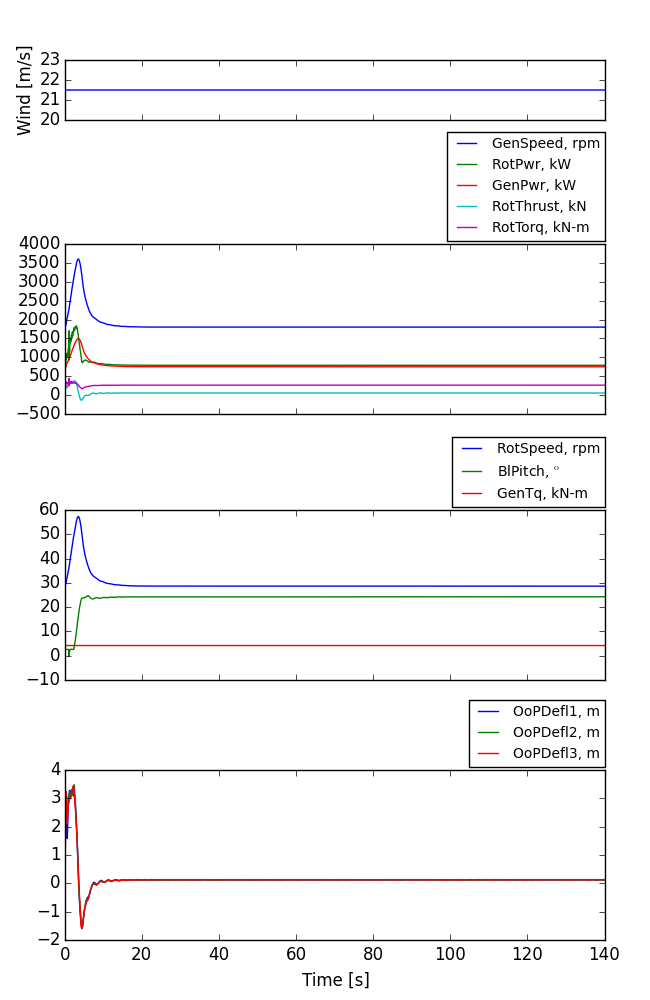 Wind [m/s]
23
22
21
20
GenSpeed, rpm
RotPwr, kW
GenPwr, kW
RotThrust, kN
RotTorq, kN-m
4000
3500
3000
2500
2000
1500
1000
500
0
−500
RotSpeed, rpm
BlPitch, °
GenTq, kN-m
60
50
40
30
20
10
0
−10
OoPDefl1, m
OoPDefl2, m
OoPDefl3, m
4
3
2
1
0
−1
−2
0 20 40 60 80 100 120 140
Time [s]